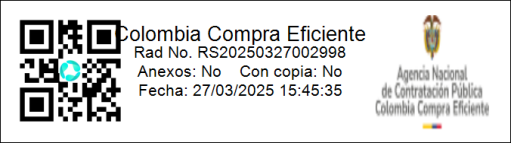 Colombia Compra Eficiente
Rad No. RS20250327002998
Anexos: No Con copia: No
Fecha: 27/03/2025 15:45:35
Agencia Nacional
de Contratación Pública
Colombia Compra Eficiente